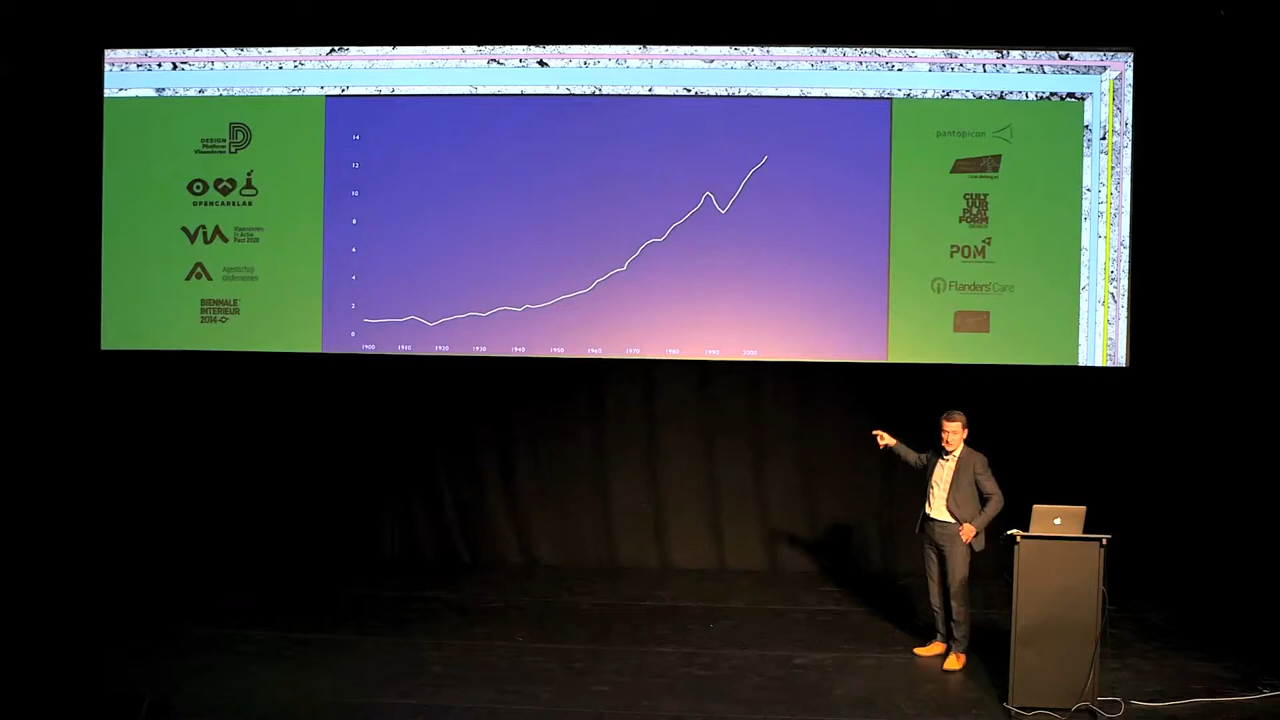 DESIGN
Platform
Vlaanderen
OPENCARELAB
ViA
Vlaanderen
in Actie
Pact 2020
Agentschap
Ondernemen
BIENNALE
INTERIEUR
2014
14
12
10
8
6
4
2
0
1900
1910
1920
1930
1940
1950
1960
1970
1980
1990
2000
pantopicon
CULT
UUR PLAT
FORM
DESIGN
POM
Flanders' Care